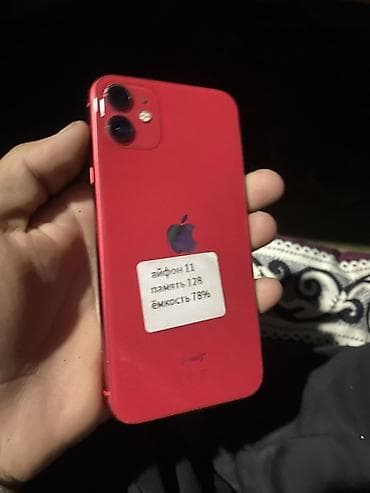 айфон 11
память 128
ёмкость 78%